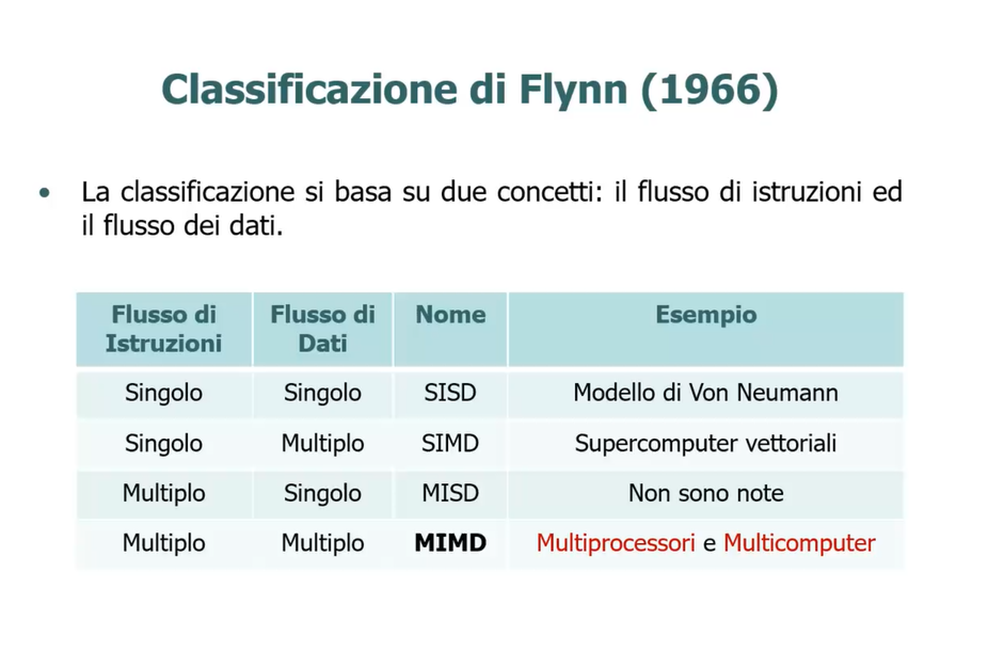 Classificazione di Flynn (1966)
• La classificazione si basa su due concetti: il flusso di istruzioni ed
il flusso dei dati.
Flusso di Istruzioni Flusso di Dati Nome Esempio
Singolo Singolo SISD Modello di Von Neumann
Singolo Multiplo SIMD Supercomputer vettoriali
Multiplo Singolo MISD Non sono note
Multiplo Multiplo MIMD Multiprocessori e Multicomputer